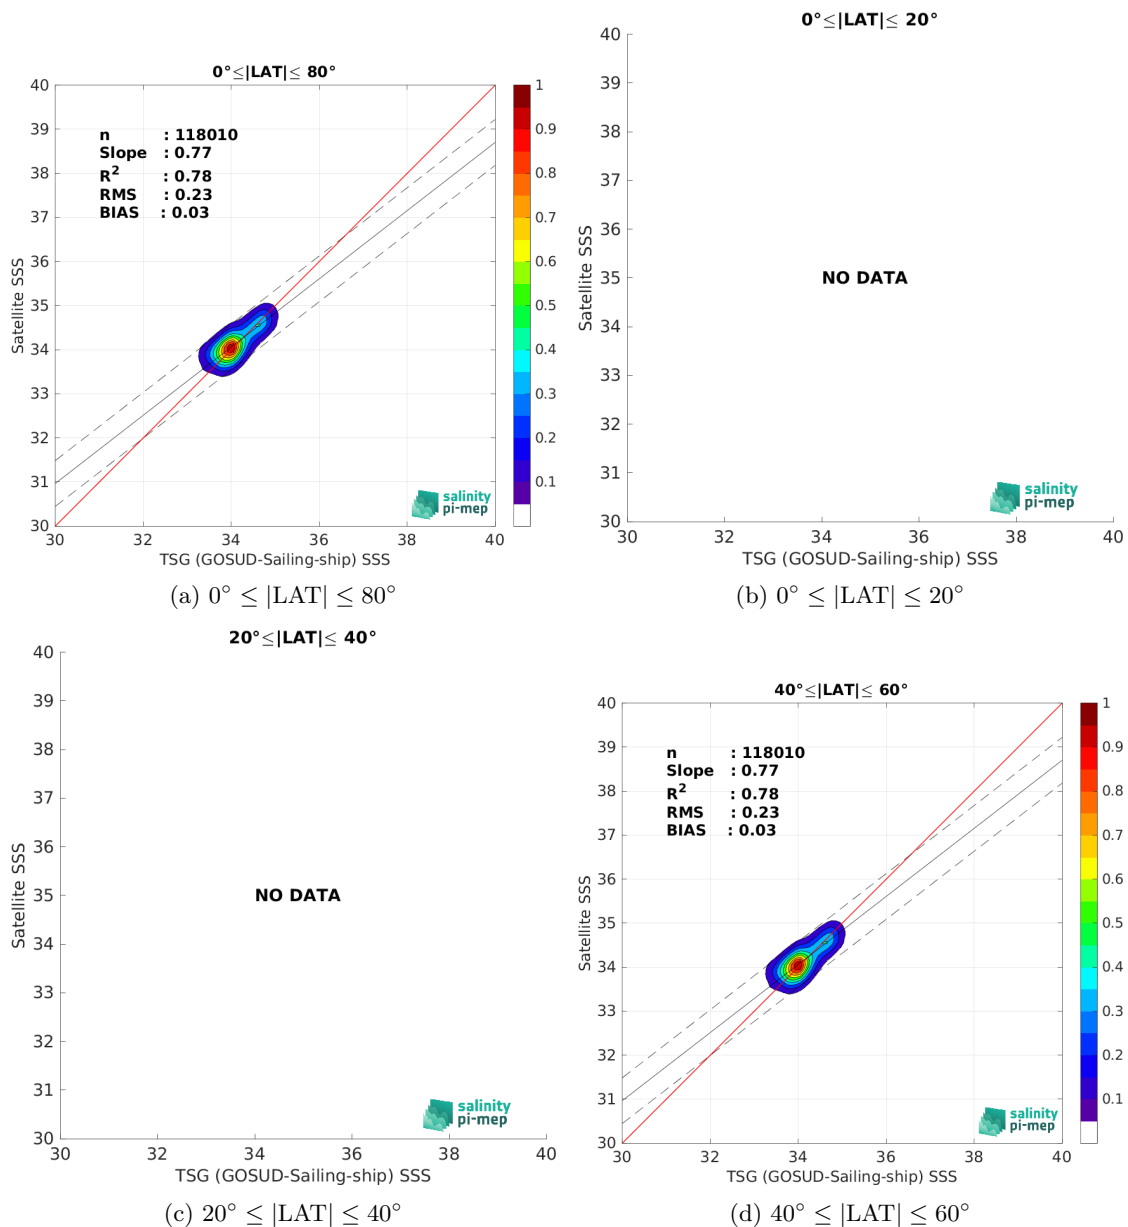 0°≤|LAT|≤ 80°
40
39
38
37
36
35
34
33
32
31
30
Satellite SSS
n : 118010
Slope : 0.77
R² : 0.78
RMS : 0.23
BIAS : 0.03
1
0.9
0.8
0.7
0.6
0.5
0.4
0.3
0.2
0.1
salinity
pi-mep
30 32 34 36 38 40
TSG (GOSUD-Sailing-ship) SSS
(a) 0° ≤ |LAT| ≤ 80°
0°≤|LAT|≤ 20°
40
39
38
37
36
35
34
33
32
31
30
Satellite SSS
NO DATA
salinity
pi-mep
30 32 34 36 38 40
TSG (GOSUD-Sailing-ship) SSS
(b) 0° ≤ |LAT| ≤ 20°
20°≤|LAT|≤ 40°
40
39
38
37
36
35
34
33
32
31
30
Satellite SSS
NO DATA
salinity
pi-mep
30 32 34 36 38 40
TSG (GOSUD-Sailing-ship) SSS
(c) 20° ≤ |LAT| ≤ 40°
40°≤|LAT|≤ 60°
40
39
38
37
36
35
34
33
32
31
30
Satellite SSS
n : 118010
Slope : 0.77
R² : 0.78
RMS : 0.23
BIAS : 0.03
1
0.9
0.8
0.7
0.6
0.5
0.4
0.3
0.2
0.1
salinity
pi-mep
30 32 34 36 38 40
TSG (GOSUD-Sailing-ship) SSS
(d) 40° ≤ |LAT| ≤ 60°